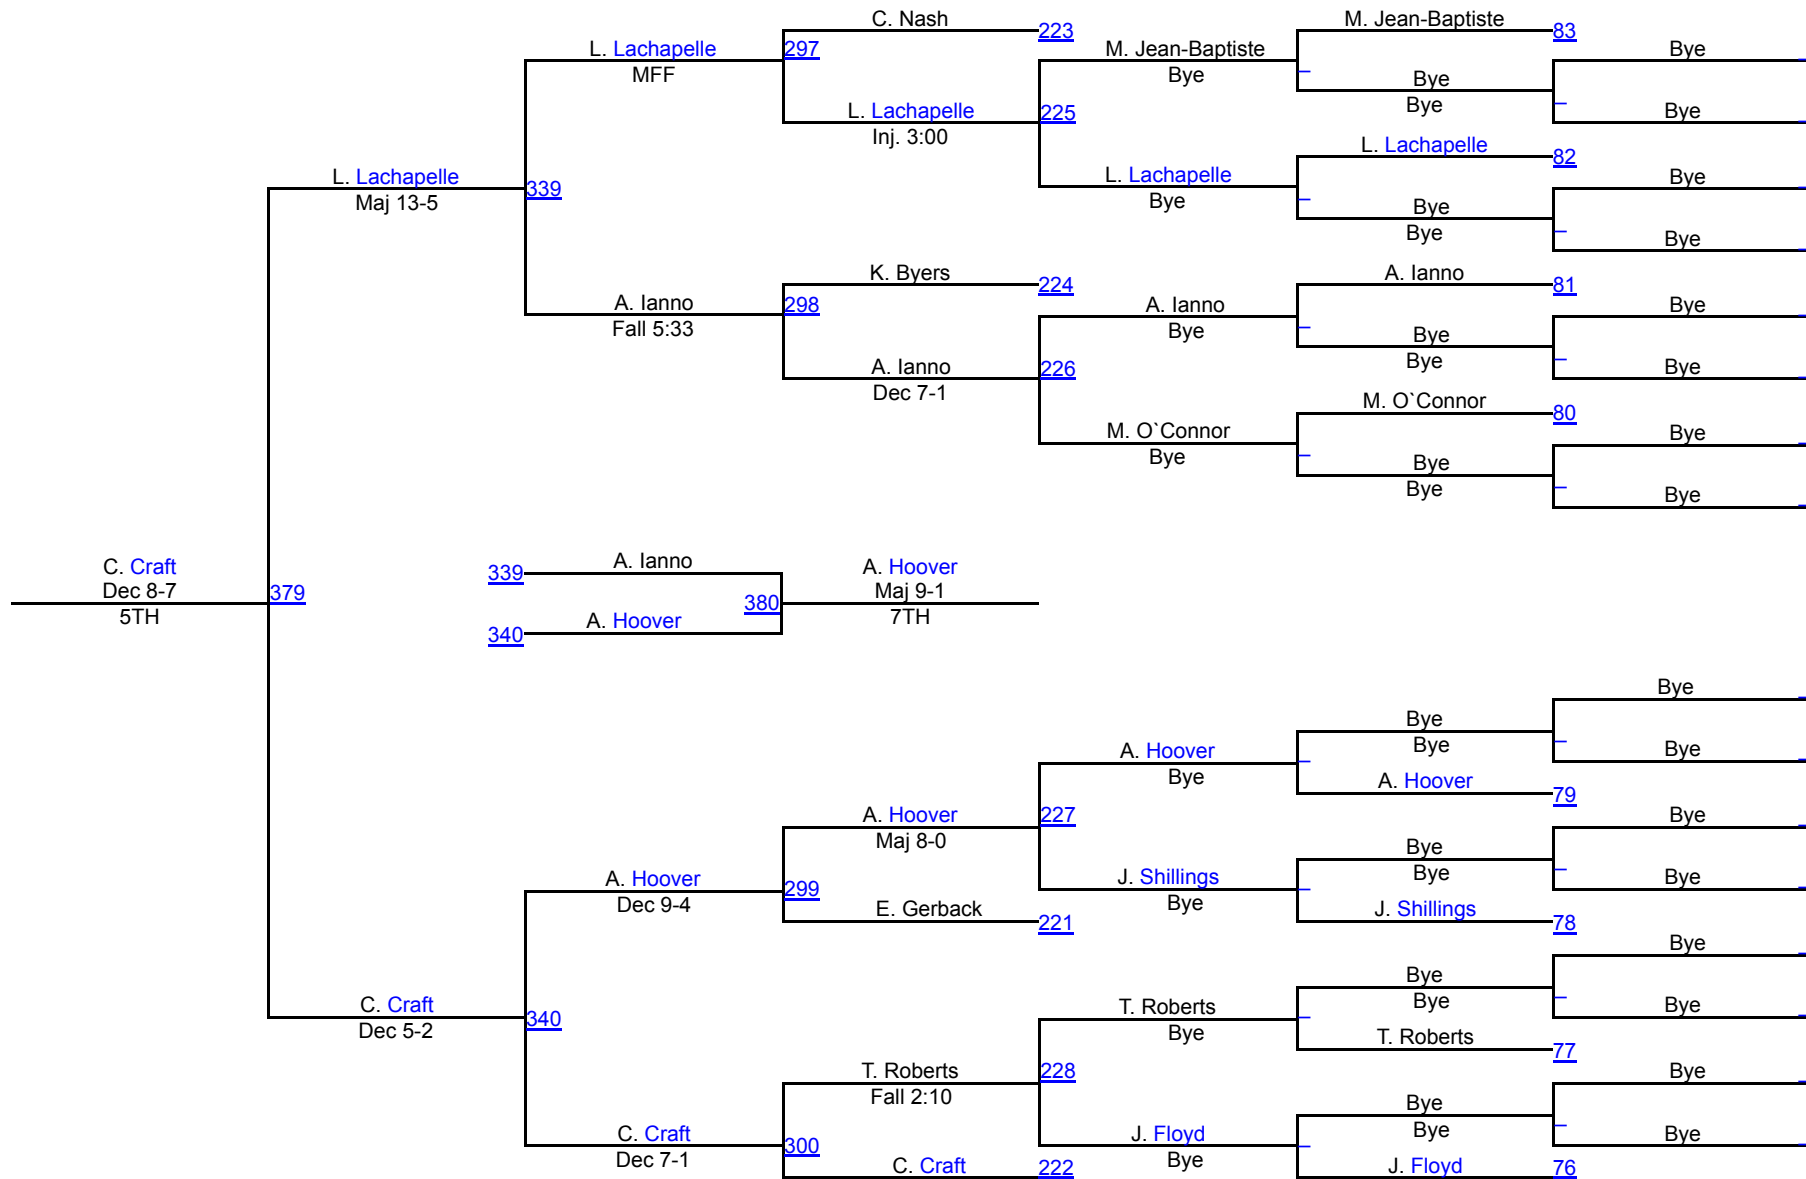 C. Nash
223
M. Jean-Baptiste
83
L. Lachapelle
297
MFF
M. Jean-Baptiste
Bye
Bye
Bye
Bye
L. Lachapelle
225
Inj. 3:00
Bye
L. Lachapelle
82
L. Lachapelle
339
Maj 13-5
L. Lachapelle
Bye
Bye
Bye
Bye
Bye
K. Byers
224
A. Ianno
81
A. Ianno
298
Fall 5:33
A. Ianno
Bye
Bye
Bye
Bye
A. Ianno
226
Dec 7-1
Bye
M. O`Connor
80
M. O`Connor
Bye
Bye
Bye
Bye
Bye
C. Craft
Dec 8-7
379
5TH
339
A. Ianno
380
340
A. Hoover
A. Hoover
Maj 9-1
7TH
Bye
Bye
Bye
Bye
A. Hoover
Bye
A. Hoover
79
A. Hoover
227
Maj 8-0
Bye
Bye
Bye
A. Hoover
299
Dec 9-4
J. Shillings
Bye
Bye
E. Gerback
221
J. Shillings
78
Bye
Bye
Bye
C. Craft
340
Dec 5-2
T. Roberts
Bye
Bye
T. Roberts
77
T. Roberts
228
Fall 2:10
Bye
Bye
Bye
C. Craft
300
Dec 7-1
J. Floyd
Bye
Bye
C. Craft
222
J. Floyd
76